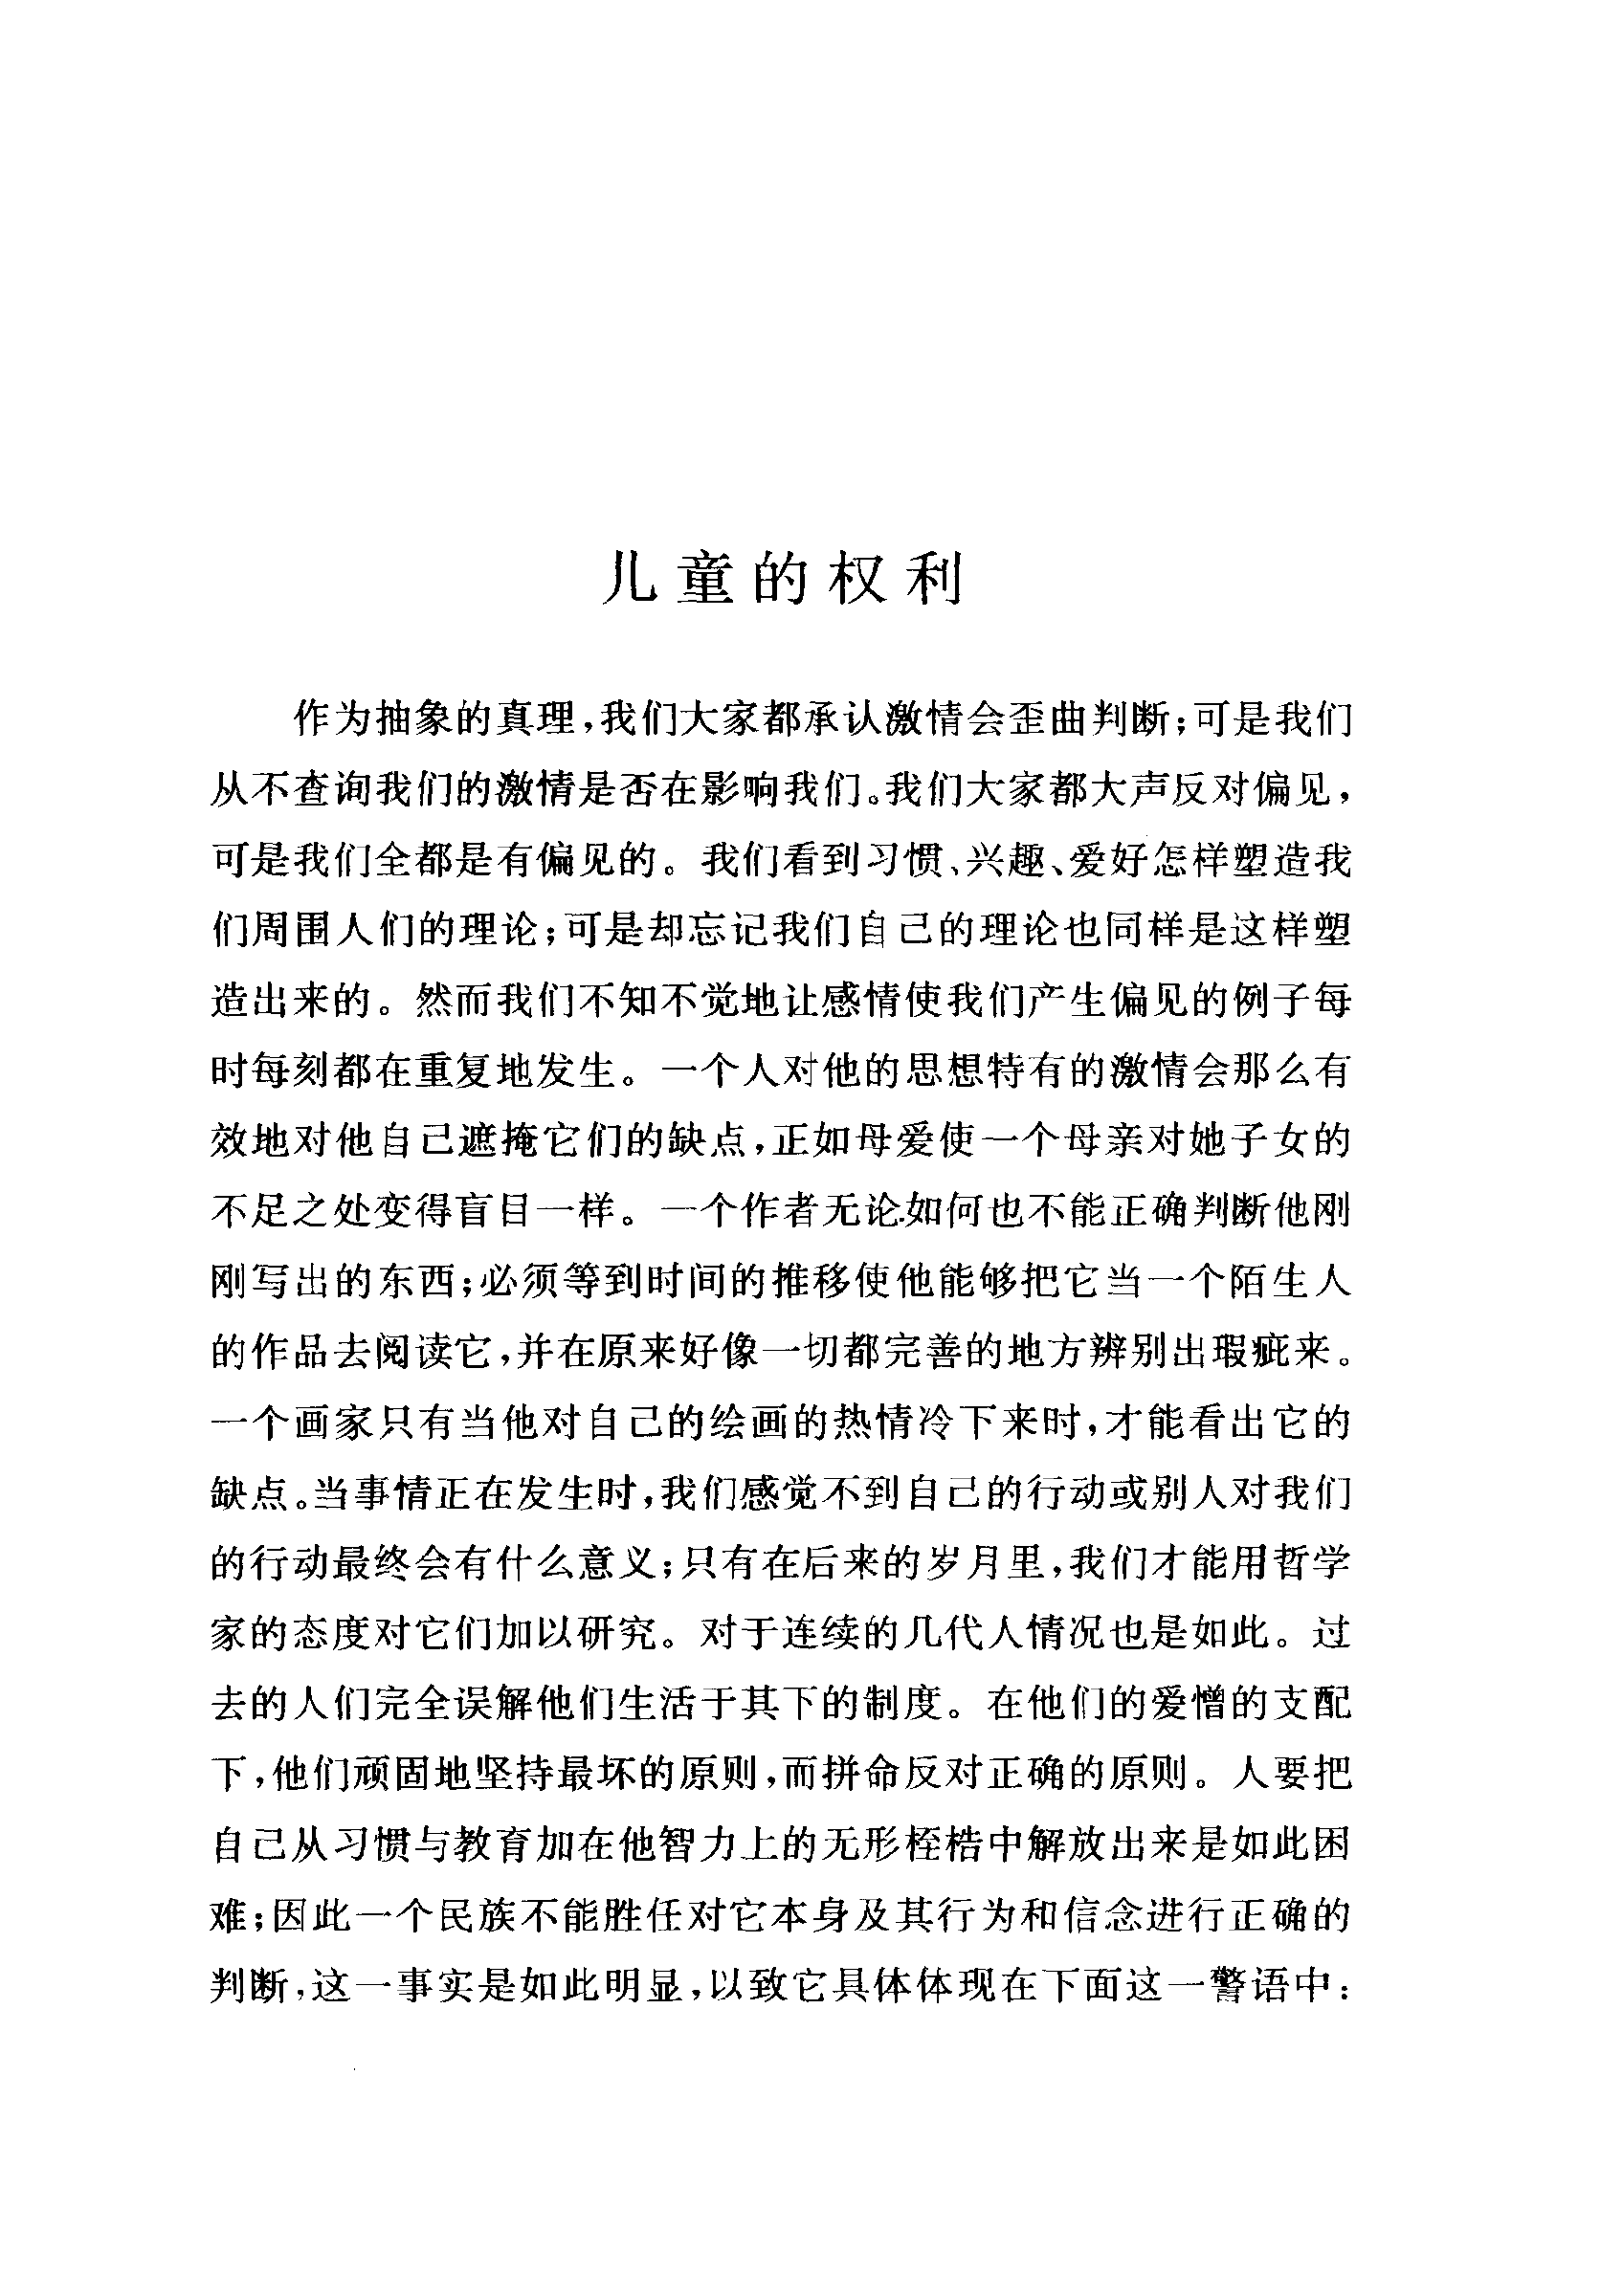 儿童的权利
作为抽象的真理,我们大家都承认激情会歪曲判断;可是我们
从不查询我们的激情是否在影响我们。我们大家都大声反对偏见,
可是我们全都是有偏见的。我们看到习惯、兴趣、爱好怎样塑造我
们周围人们的理论;可是却忘记我们自己的理论也同样是这样塑
造出来的。然而我们不知不觉地让感情使我们产生偏见的例子每
时每刻都在重复地发生。一个人对他的思想特有的激情会那么有
效地对他自己遮掩它们的缺点,正如母爱使一个母亲对她子女的
不足之处变得盲目一样。一个作者无论如何也不能正确判断他刚
刚写出的东西;必须等到时间的推移使他能够把它当一个陌生人
的作品去阅读它,并在原来好像一切都完善的地方辨别出瑕疵来。
一个画家只有当他对自己的绘画的热情冷下来时,才能看出它的
缺点。当事情正在发生时,我们感觉不到自己的行动或别人对我们
的行动最终会有什么意义;只有在后来的岁月里,我们才能用哲学
家的态度对它们加以研究。对于连续的几代人情况也是如此。过
去的人们完全误解他们生活于其下的制度。在他们的爱憎的支配
下,他们顽固地坚持最坏的原则,而拼命反对正确的原则。人要把
自己从习惯与教育加在他智力上的无形桎梏中解放出来是如此困
难;因此一个民族不能胜任对它本身及其行为和信念进行正确的
判断,这一事实是如此明显,以致它具体体现在下面这一警语中: